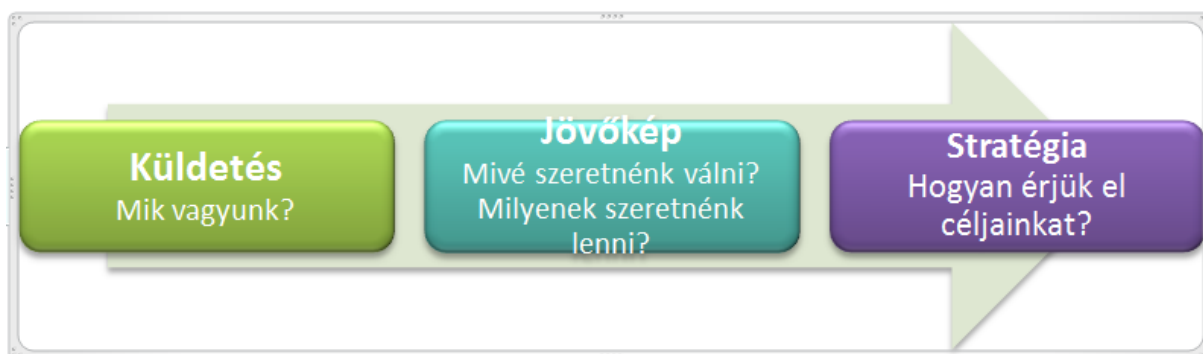 Küldetés
Mik vagyunk?
Jövőkép
Mivé szeretnénk válni?
Milyenek szeretnénk
lenni?
Stratégia
Hogyan érjük el
céljainkat?